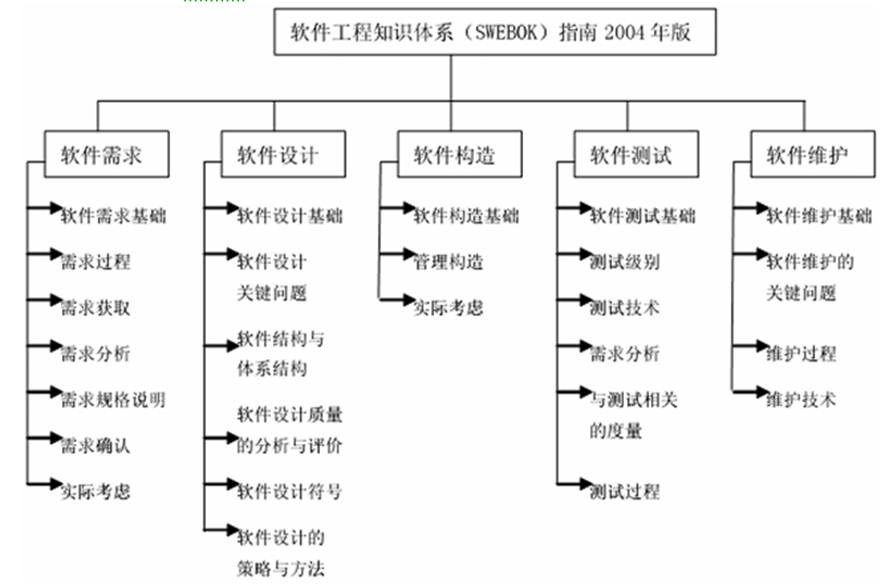 软件工程知识体系（SWEBOK）指南 2004 年版
软件需求
软件需求基础
需求过程
需求获取
需求分析
需求规格说明
需求确认
实际考虑
软件设计
软件设计基础
软件设计
关键问题
软件结构与
体系结构
软件设计质量
的分析与评价
软件设计符号
软件设计的
策略与方法
软件构造
软件构造基础
管理构造
实际考虑
软件测试
软件测试基础
测试级别
测试技术
需求分析
与测试相关
的度量
测试过程
软件维护
软件维护基础
软件维护的
关键问题
维护过程
维护技术